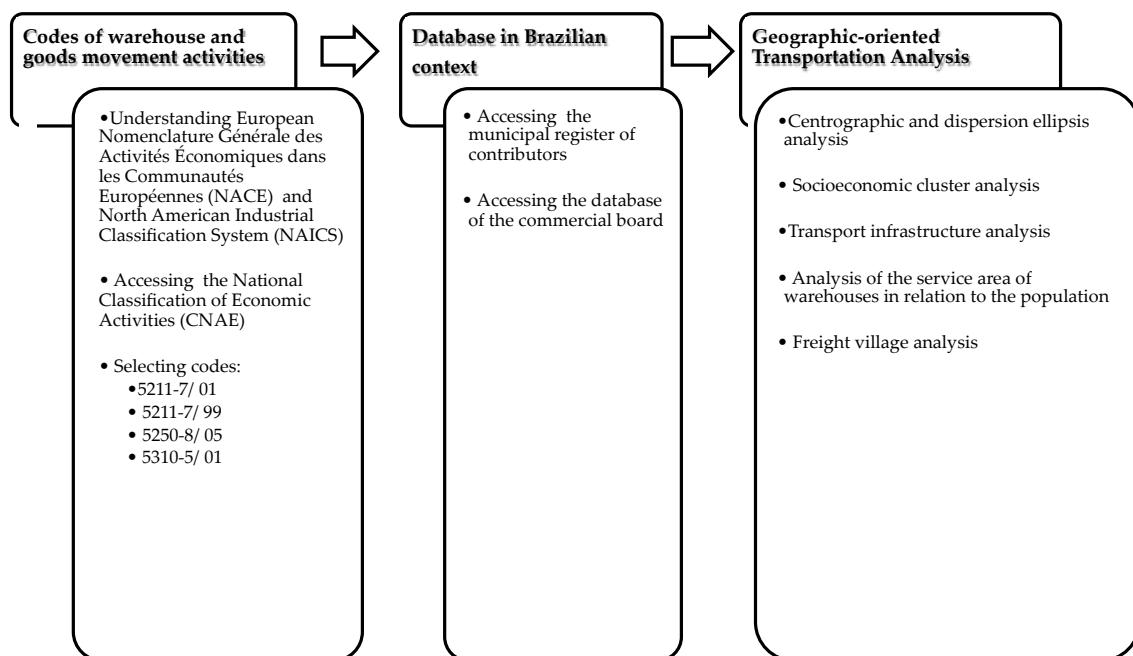 Codes of warehouse and
goods movement activities
•Understanding European
Nomenclature Générale des
Activités Économiques dans
les Communautés
Européennes (NACE) and
North American Industrial
Classification System (NAICS)
• Accessing the National
Classification of Economic
Activities (CNAE)
• Selecting codes:
•5211-7/ 01
• 5211-7/ 99
• 5250-8/ 05
• 5310-5/ 01
Database in Brazilian
context
• Accessing the
municipal register of
contributors
• Accessing the database
of the commercial board
Geographic-oriented
Transportation Analysis
•Centrographic and dispersion ellipsis
analysis
• Socioeconomic cluster analysis
•Transport infrastructure analysis
• Analysis of the service area of
warehouses in relation to the population
• Freight village analysis